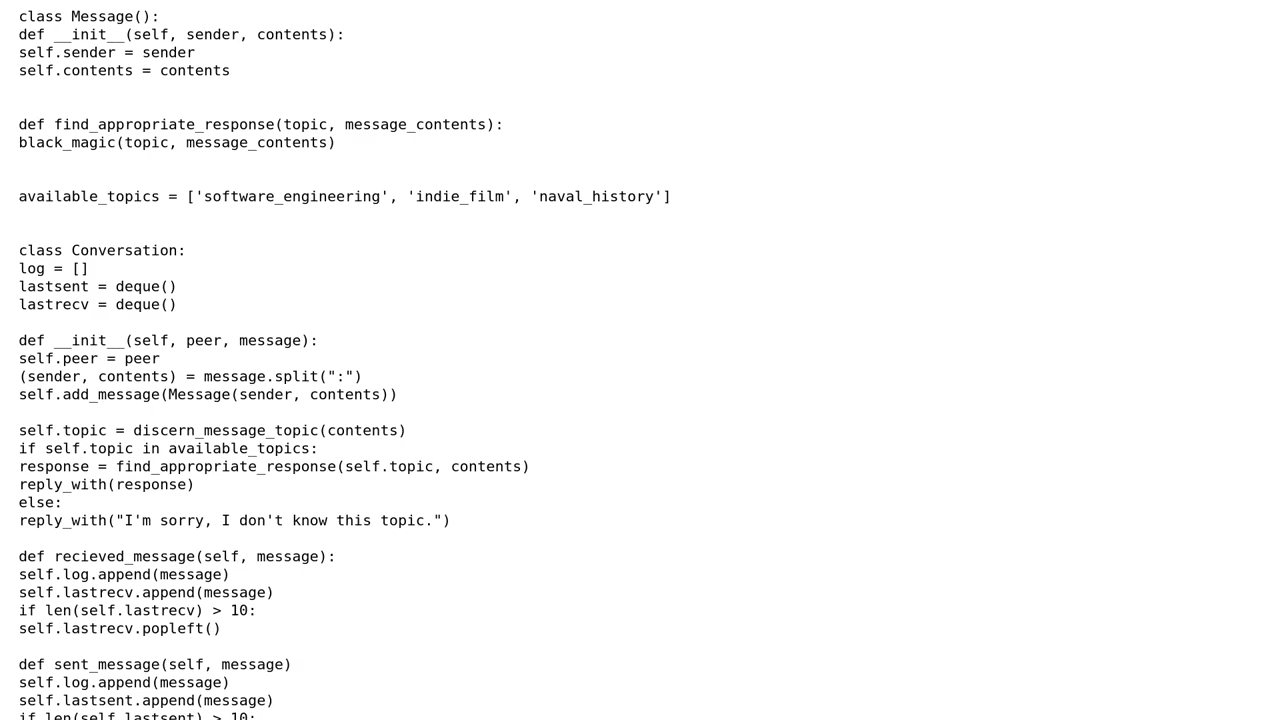 class Message():
def __init__(self, sender, contents):
self.sender = sender
self.contents = contents
def find_appropriate_response(topic, message_contents):
black_magic(topic, message_contents)
available_topics = ['software_engineering', 'indie_film', 'naval_history']
class Conversation:
log = []
lastsent = deque()
lastrecv = deque()
def __init__(self, peer, message):
self.peer = peer
(sender, contents) = message.split(":")
self.add_message(Message(sender, contents))
self.topic = discern_message_topic(contents)
if self.topic in available_topics:
response = find_appropriate_response(self.topic, contents)
reply_with(response)
else:
reply_with("I'm sorry, I don't know this topic.")
def recieved_message(self, message):
self.log.append(message)
self.lastrecv.append(message)
if len(self.lastrecv) > 10:
self.lastrecv.popleft()
def sent_message(self, message)
self.log.append(message)
self.lastsent.append(message)
if len(self.lastsent) > 10: